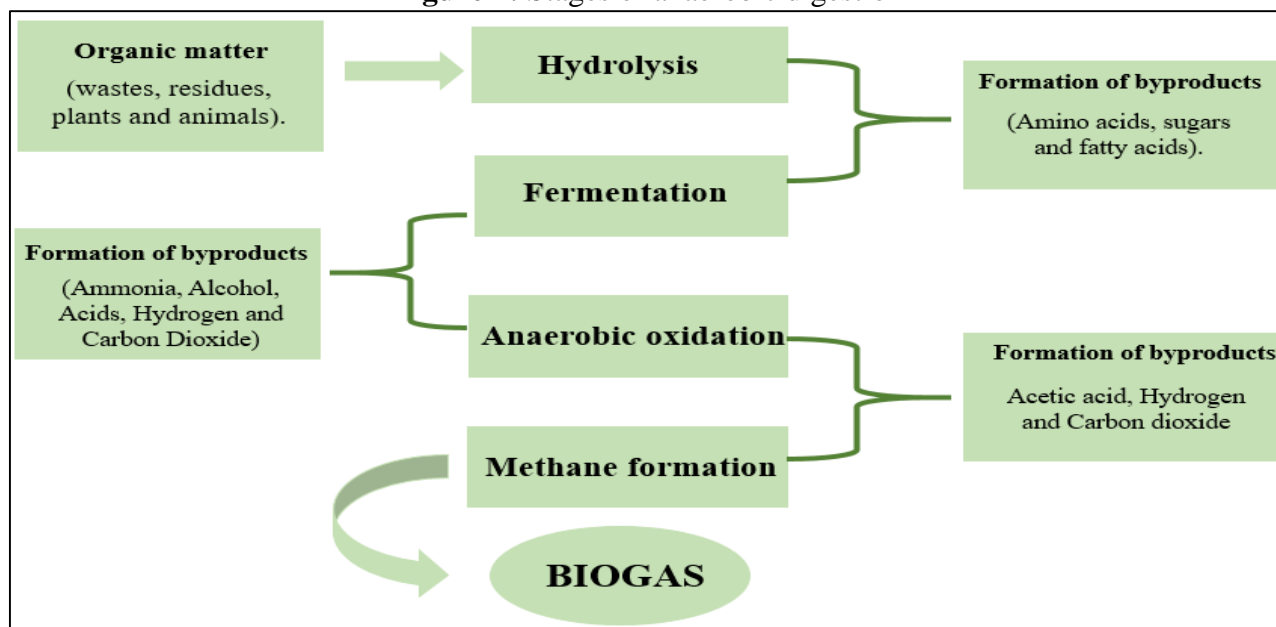 Organic matter
(wastes, residues,
plants and animals).
Hydrolysis
Formation of byproducts
(Amino acids, sugars
and fatty acids).
Fermentation
Formation of byproducts
(Ammonia, Alcohol,
Acids, Hydrogen and
Carbon Dioxide)
Anaerobic oxidation
Formation of byproducts
Acetic acid, Hydrogen
and Carbon dioxide
Methane formation
BIOGAS